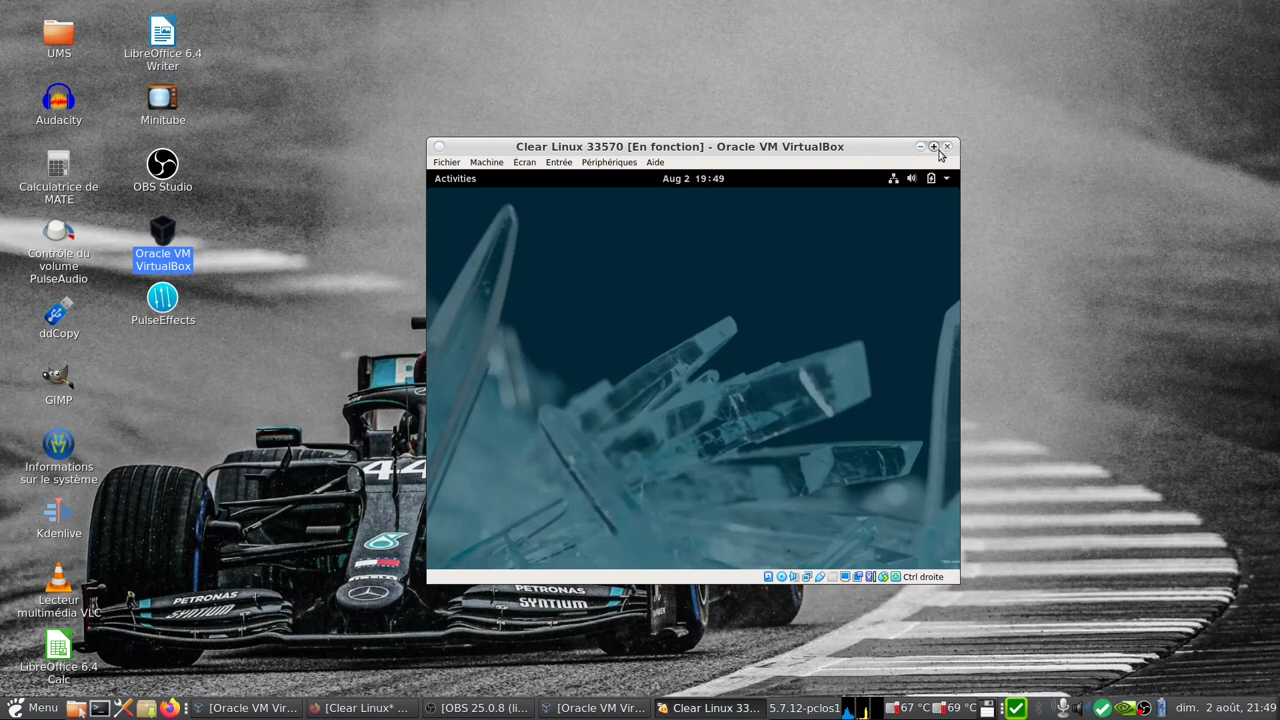 UMS
LibreOffice 6.4
Writer
Audacity
Minitube
Calculatrice de
MATE
OBS Studio
Contrôle du
volume
PulseAudio
Oracle VM
VirtualBox
ddCopy
PulseEffects
GIMP
Informations
sur le système
Kdenlive
Lecteur
multimédia VLC
LibreOffice 6.4
Calc
Clear Linux 33570 [En fonction] - Oracle VM VirtualBox
Fichier Machine Écran Entrée Périphériques Aide
Activities Aug 2 19:49
Ctrl droite
44
PETRONAS
SYNTIUM
PETRONAS
SYNTIUM
Menu [Oracle VM Vir... [Clear Linux* ... [OBS 25.0.8 (li... [Oracle VM Vir... Clear Linux 33... 5.7.12-pclos1 67 °C 69 °C dim. 2 août, 21:49